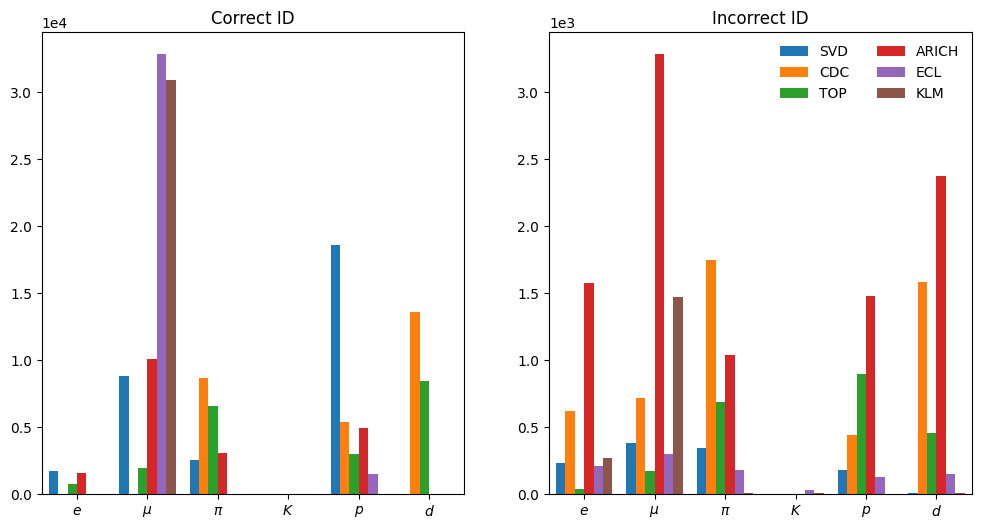 Correct ID
1e4
3.0
2.5
2.0
1.5
1.0
0.5
0.0
e μ π K p d
Incorrect ID
1e3
SVD ARICH
CDC ECL
TOP KLM
3.0
2.5
2.0
1.5
1.0
0.5
0.0
e μ π K p d